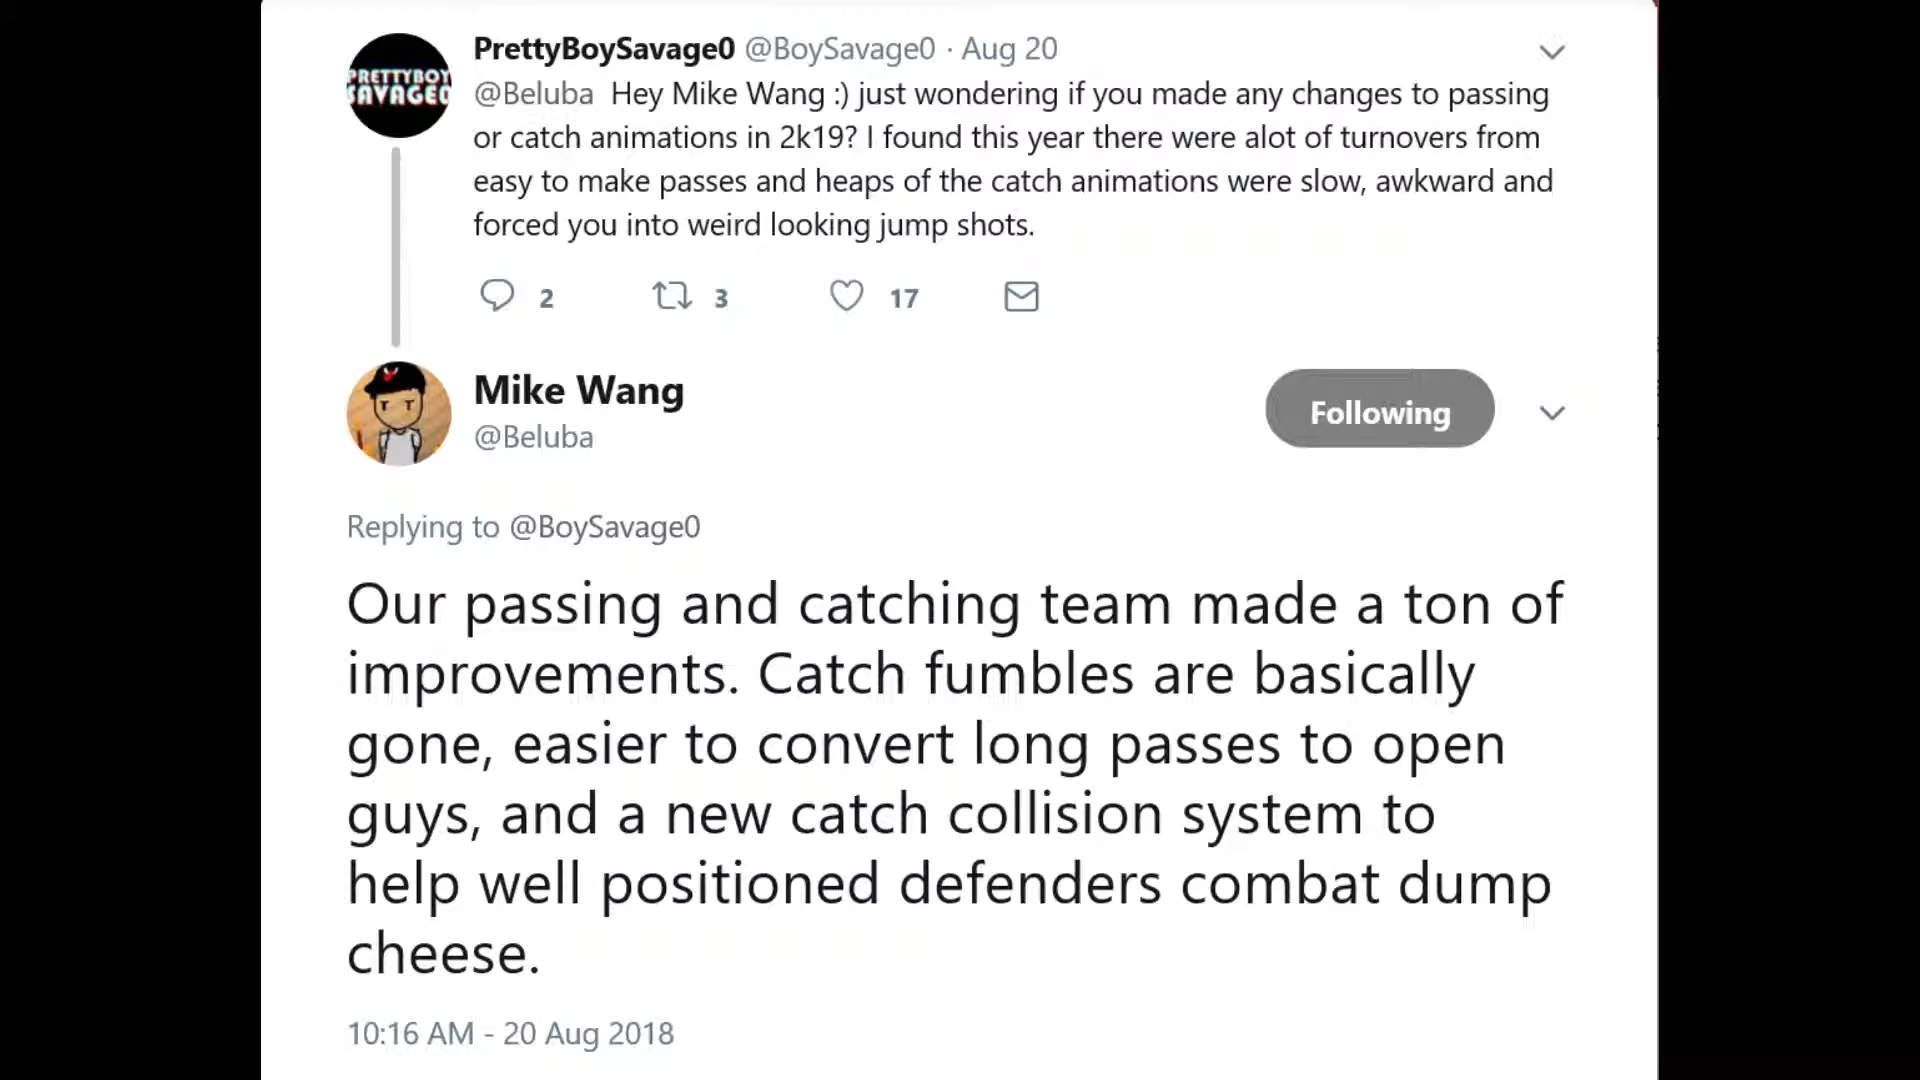 PrettyBoySavage0 @BoySavage0 · Aug 20
PRETTYBOY
SAVAGE0
@Beluba Hey Mike Wang :) just wondering if you made any changes to passing
or catch animations in 2k19? I found this year there were alot of turnovers from
easy to make passes and heaps of the catch animations were slow, awkward and
forced you into weird looking jump shots.
2 3 17
Mike Wang
@Beluba
Following
Replying to @BoySavage0
Our passing and catching team made a ton of
improvements. Catch fumbles are basically
gone, easier to convert long passes to open
guys, and a new catch collision system to
help well positioned defenders combat dump
cheese.
10:16 AM - 20 Aug 2018